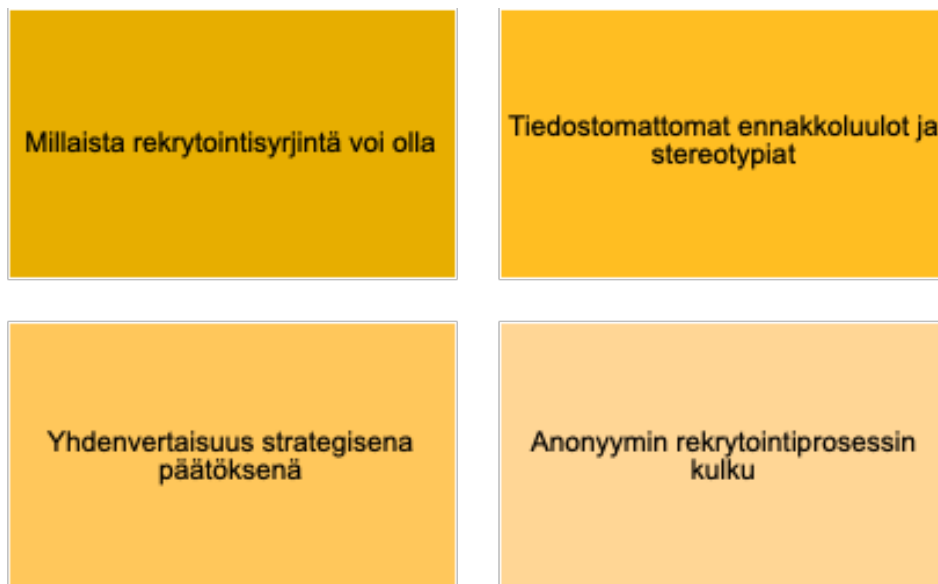 Millaista rekrytointisyrjintä voi olla
Tiedostomattomat ennakkoluulot ja
stereotypiat
Yhdenvertaisuus strategisena
päätöksenä
Anonyymin rekrytointiprosessin
kulku